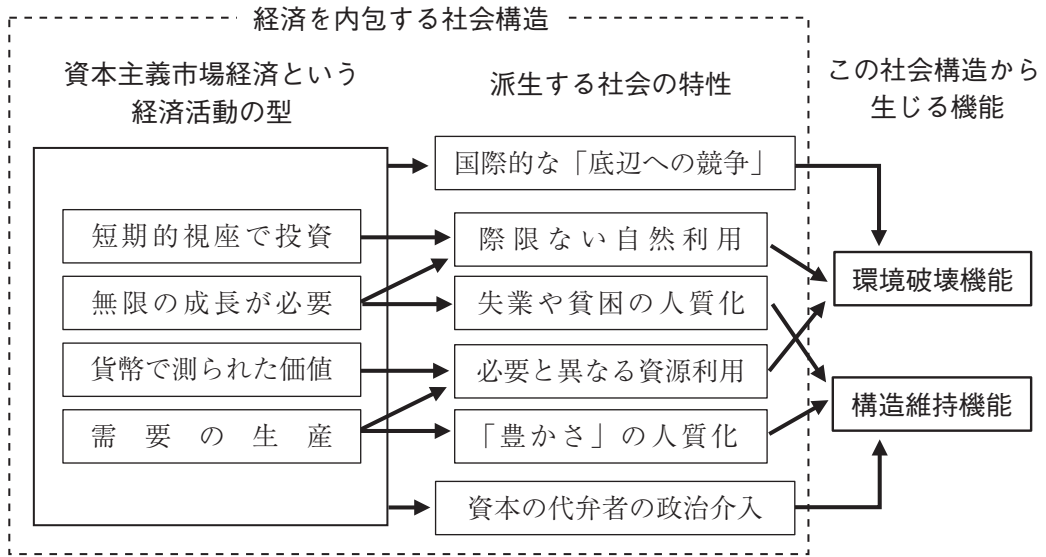 経済を内包する社会構造
資本主義市場経済という
経済活動の型
派生する社会の特性
この社会構造から
生じる機能
国際的な「底辺への競争」
短期的視座で投資
際限ない自然利用
環境破壊機能
無限の成長が必要
失業や貧困の人質化
貨幣で測られた価値
必要と異なる資源利用
構造維持機能
需要の生産
「豊かさ」の人質化
資本の代弁者の政治介入